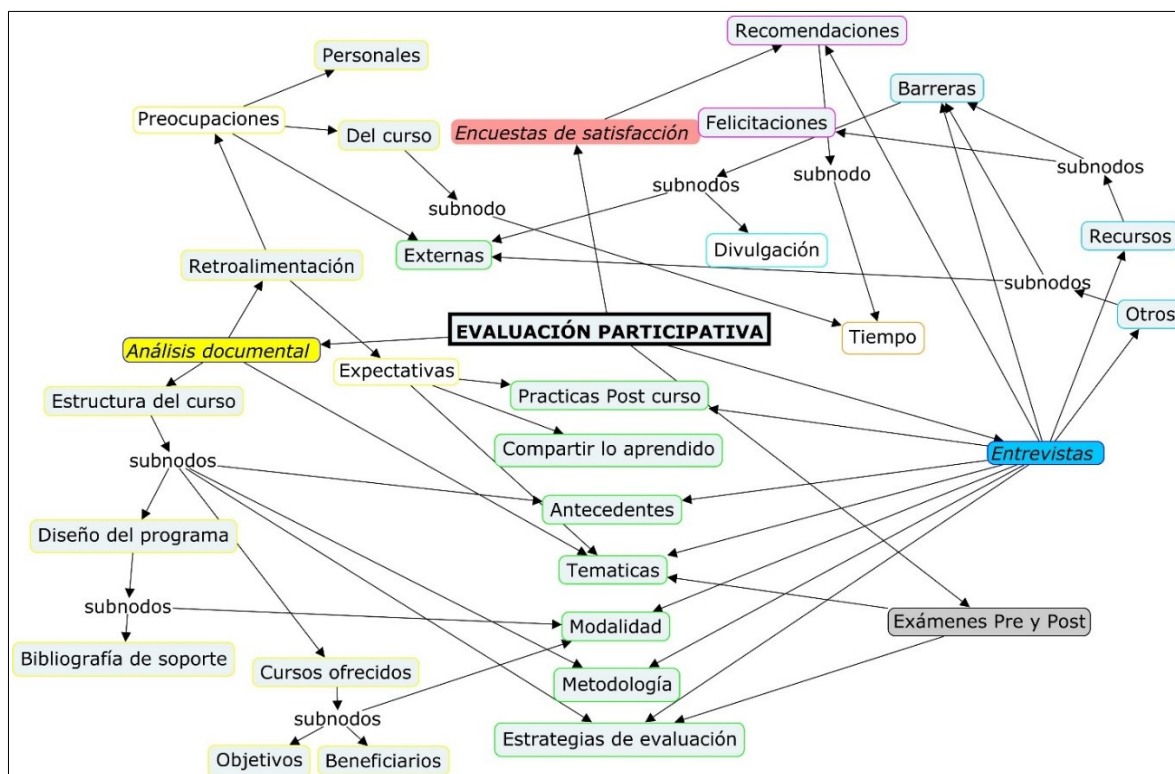 Recomendaciones
Personales
Barreras
Preocupaciones
Del curso
Encuestas de satisfacción
Felicitaciones
subnodos
subnodos
subnodo
subnodo
Recursos
Externas
Divulgación
Retroalimentación
subnodos
Otros
EVALUACIÓN PARTICIPATIVA
Tiempo
Análisis documental
Expectativas
Practicas Post curso
Estructura del curso
Compartir lo aprendido
Entrevistas
subnodos
Antecedentes
Diseño del programa
Tematicas
subnodos
Modalidad
Exámenes Pre y Post
Bibliografía de soporte
Cursos ofrecidos
Metodología
subnodos
Estrategias de evaluación
Objetivos
Beneficiarios